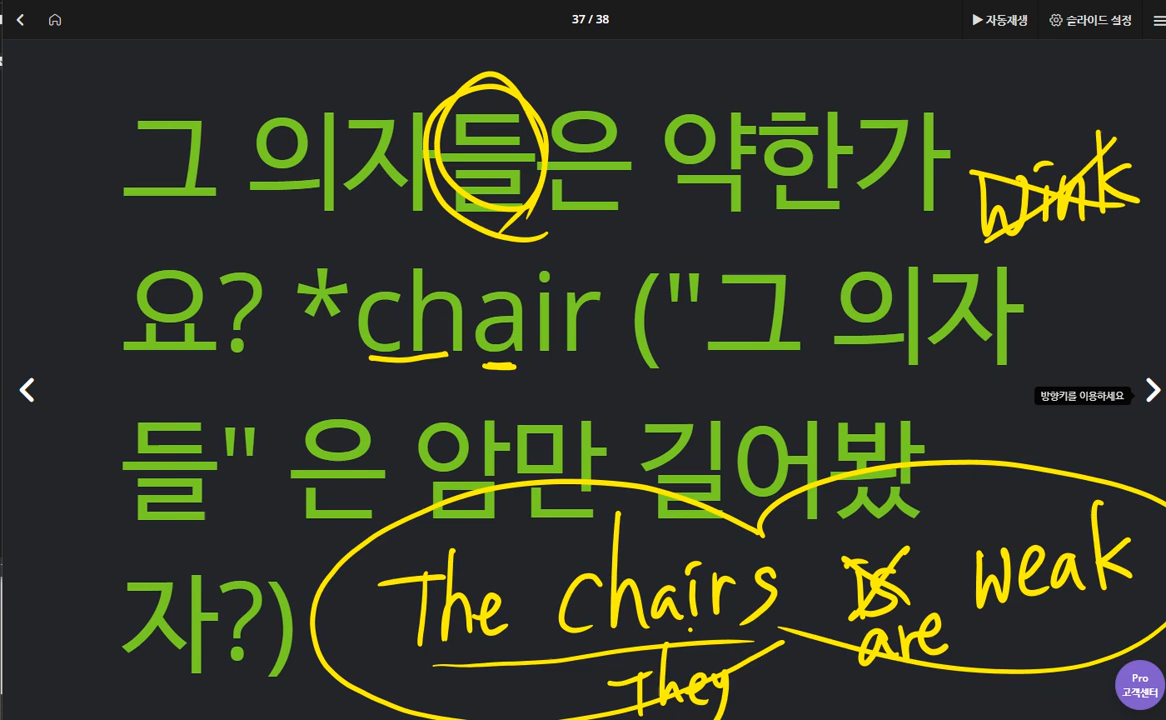 37 / 38
▶ 자동재생
슬라이드 설정
그 의자들은 약한가
wink
요? *chair ("그 의자
방향키를 이용하세요
들" 은 암만 길어봤
자?)
The chairs is weak
are
They
Pro
고객센터